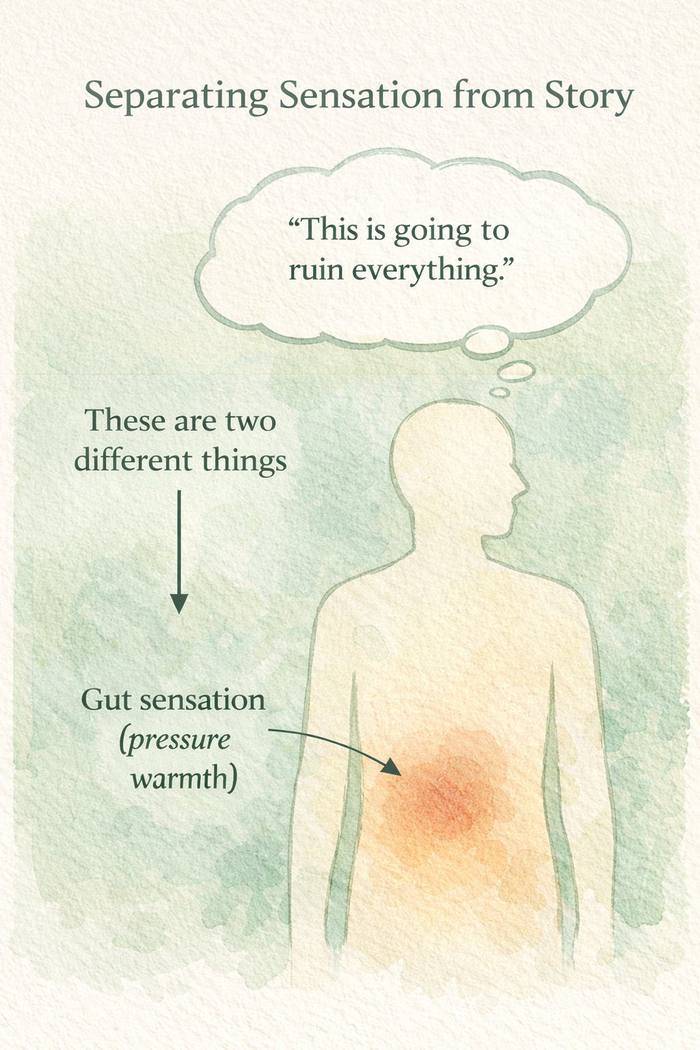 Separating Sensation from Story
“This is going to
ruin everything.”
These are two
different things
Gut sensation
(pressure
warmth)